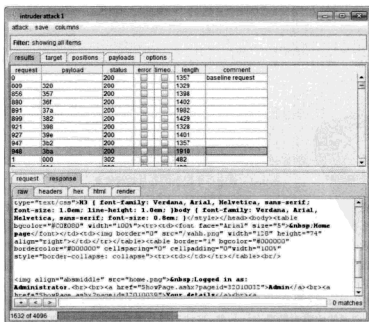 intruder attack 1
attack save columns
Filter: showing all items
results target positions payloads options
request payload status error timeo length comment
0 200 1357 baseline request
809 328 200 1329
856 357 200 1398
880 36f 200 1402
891 37a 200 1982
899 382 200 1429
921 398 200 1328
927 39e 200 1401
947 3b2 200 1357
948 3ba 200 1918
1 000 302 482
request response
raw headers hex html render
type="text/css">H3 { font-family: Verdana, Arial, Helvetica, sans-serif;
font-size: 1.0em; line-height: 1.0em; }body { font-family: Verdana, Arial,
Helvetica, sans-serif; font-size: 0.8em; }</style></head><body><table
bgcolor="#C0E0D0" width="100%"><tr><td><font face="Arial" size="5">&nbsp;Home
page</font></td><td><img border="0" src="/wahh.png" width="128" height="74"
align="right"></td></tr></table><table border="1" bgcolor="#000000"
bordercolor="#000000" cellspacing="0" cellpadding="0" width="100%"
style="border-collapse: collapse"><tr><td></td></tr></table><br/>
<img align="absmiddle" src="home.png">&nbsp;Logged in as:
Administrator.<br><br><a href="ShowPage.ashx?pageid=32010039">Admin</a><br><a
+ < > 0 matches
1632 of 4096